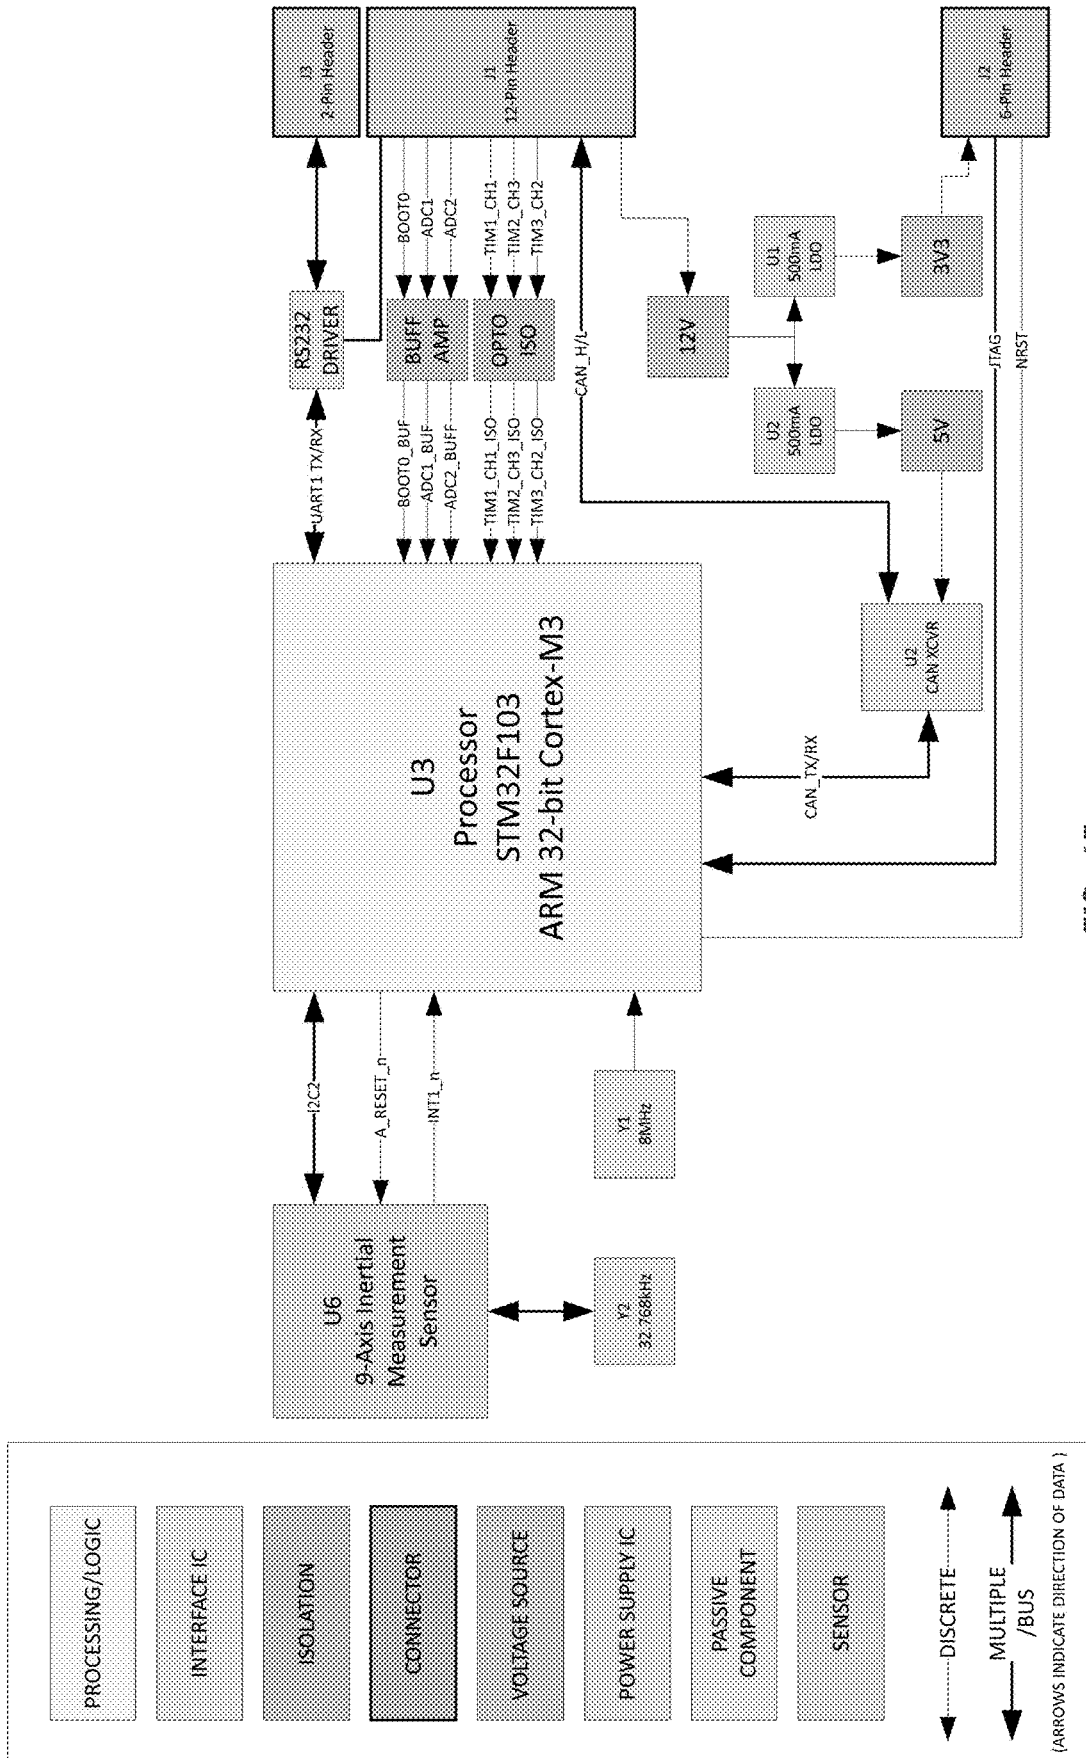 PROCESSING/LOGIC
INTERFACE IC
ISOLATION
CONNECTOR
VOLTAGE SOURCE
POWER SUPPLY IC
PASSIVE
COMPONENT
SENSOR
DISCRETE
MULTIPLE
/BUS
(ARROWS INDICATE DIRECTION OF DATA )
U6
9-Axis Inertial
Measurement
Sensor
Y2
32.768kHz
I2C2
A_RESET_n
INT1_n
Y1
8MHz
U3
Processor
STM32F103
ARM 32-bit Cortex-M3
UART1 TX/RX
BOOT0_BUF
ADC1_BUF
ADC2_BUFF
TIM1_CH1_ISO
TIM2_CH3_ISO
TIM3_CH2_ISO
CAN_TX/RX
U2
CAN XCVR
RS232
DRIVER
BUFF
AMP
OPTO
ISO
CAN_H/L
BOOT0
ADC1
ADC2
TIM1_CH1
TIM2_CH3
TIM3_CH2
12V
U2
500mA
LDO
U1
500mA
LDO
5V
3V3
JTAG
NRST
J3
2-Pin Header
J1
12-Pin Header
J2
6-Pin Header